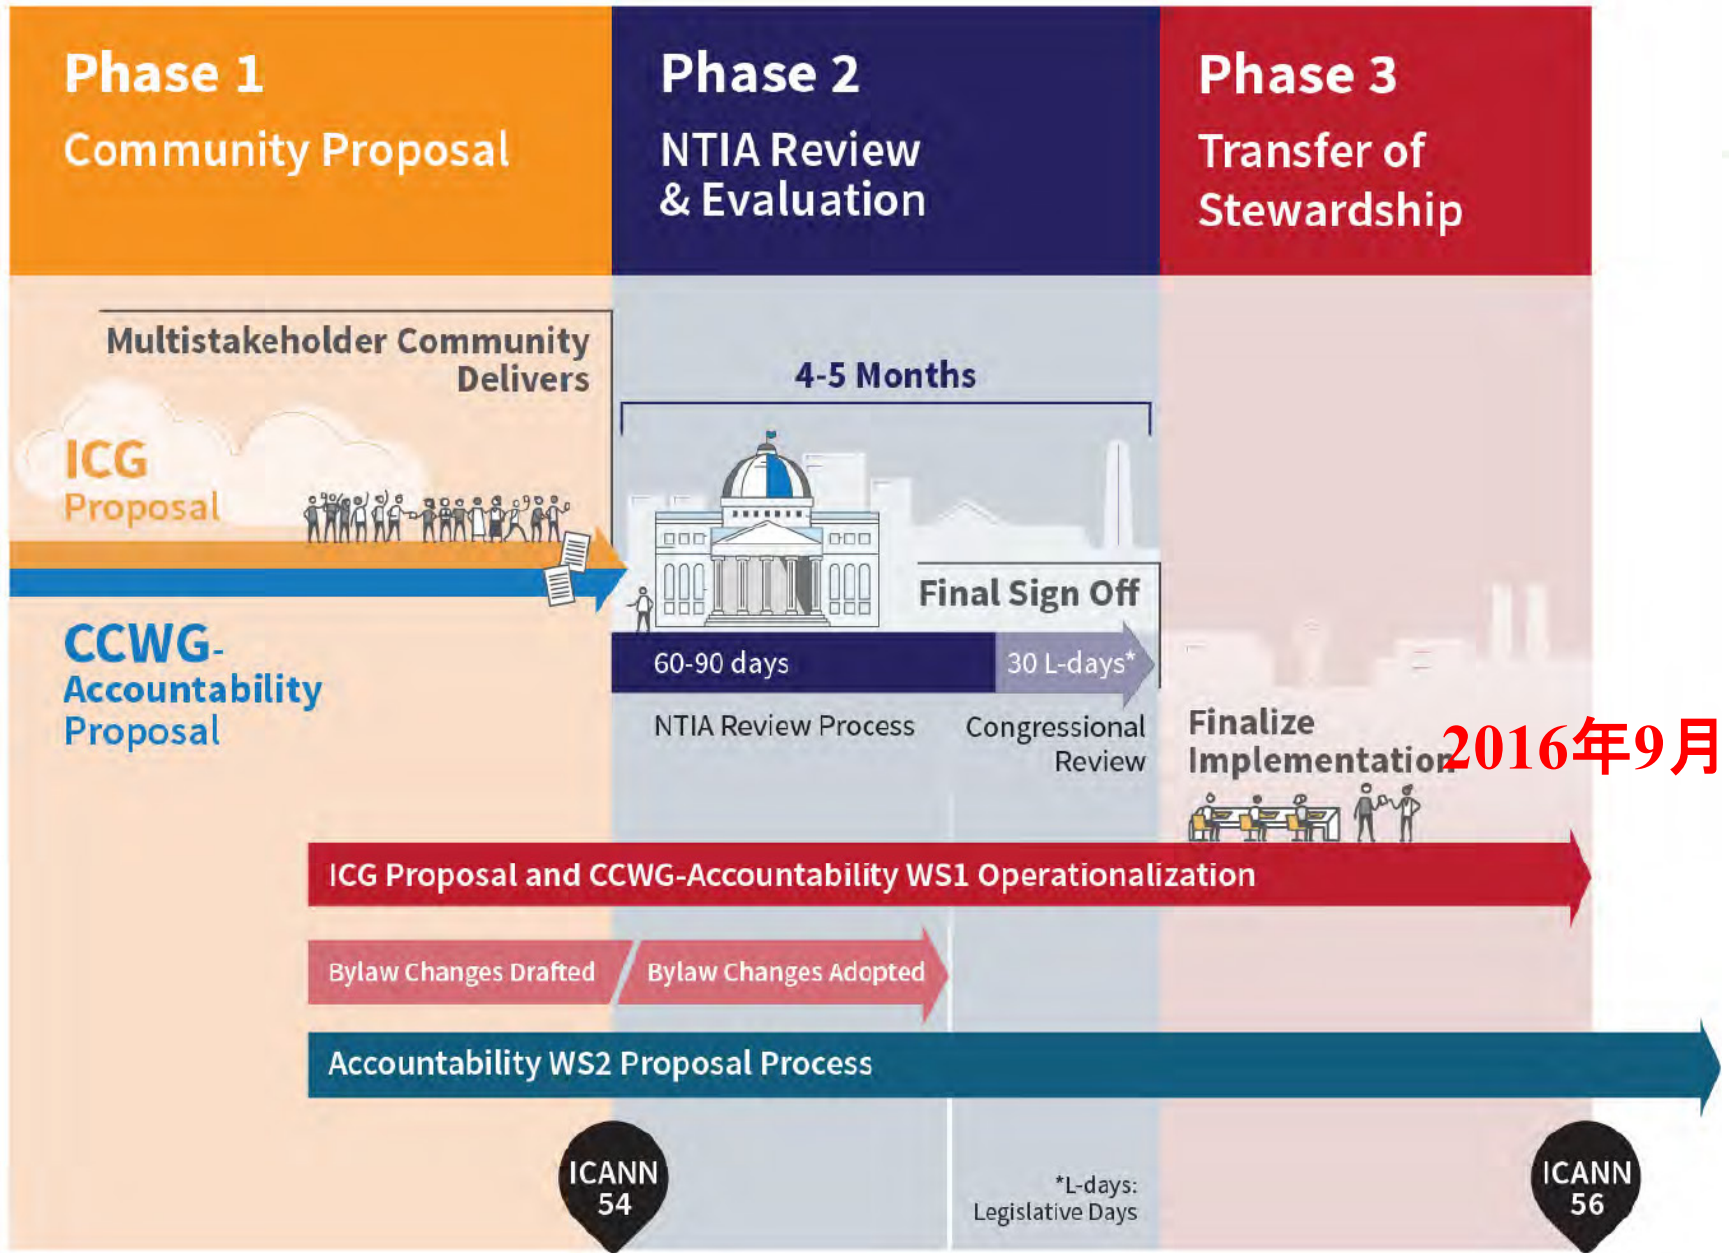 Phase 1
Community Proposal
Phase 2
NTIA Review
& Evaluation
Phase 3
Transfer of
Stewardship
Multistakeholder Community
Delivers
ICG
Proposal
CCWG-
Accountability
Proposal
4-5 Months
Final Sign Off
60-90 days
30 L-days*
NTIA Review Process
Congressional
Review
Finalize
Implementation
2016年9月
ICG Proposal and CCWG-Accountability WS1 Operationalization
Bylaw Changes Drafted
Bylaw Changes Adopted
Accountability WS2 Proposal Process
ICANN
54
*L-days:
Legislative Days
ICANN
56